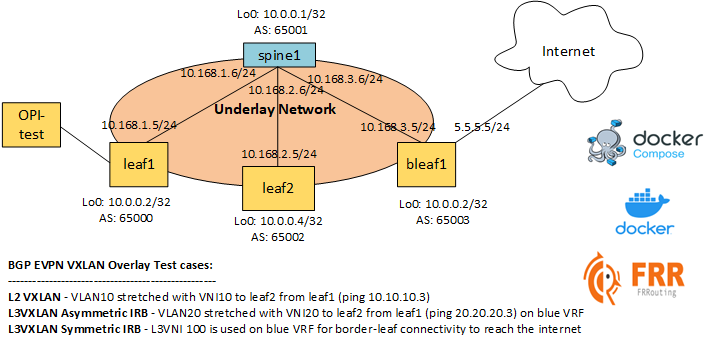 Lo0: 10.0.0.1/32
AS: 65001
spine1
Internet
10.168.1.6/24
10.168.3.6/24
10.168.2.6/24
Underlay Network
OPI-
test
10.168.1.5/24
10.168.3.5/24
5.5.5.5/24
10.168.2.5/24
leaf1
leaf2
bleaf1
Lo0: 10.0.0.2/32
AS: 65000
Lo0: 10.0.0.4/32
AS: 65002
Lo0: 10.0.0.2/32
AS: 65003
docker
Compose
docker
FRR
FRRouting
BGP EVPN VXLAN Overlay Test cases:
----------------------------------------------------
L2 VXLAN - VLAN10 stretched with VNI10 to leaf2 from leaf1 (ping 10.10.10.3)
L3VXLAN Asymmetric IRB - VLAN20 stretched with VNI20 to leaf2 from leaf1 (ping 20.20.20.3) on blue VRF
L3VXLAN Symmetric IRB - L3VNI 100 is used on blue VRF for border-leaf connectivity to reach the internet